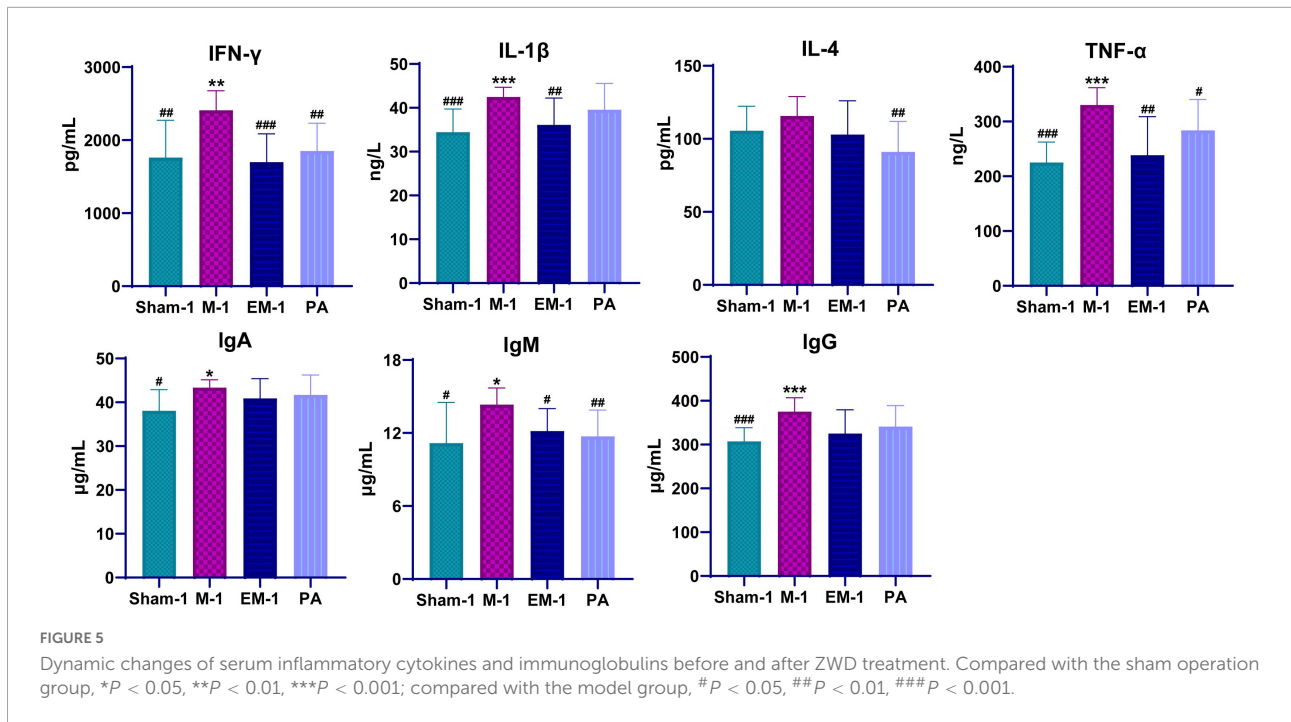 IFN-γ
3000
2000
1000
0
pg/mL
##
**
###
##
Sham-1 M-1 EM-1 PA
IL-1β
50
40
30
20
10
0
ng/L
###
***
##
Sham-1 M-1 EM-1 PA
IL-4
150
100
50
0
pg/mL
##
Sham-1 M-1 EM-1 PA
TNF-α
400
300
200
100
0
ng/L
###
***
##
#
Sham-1 M-1 EM-1 PA
IgA
50
40
30
20
10
0
µg/mL
#
*
Sham-1 M-1 EM-1 PA
IgM
18
12
6
0
µg/mL
#
*
#
##
Sham-1 M-1 EM-1 PA
IgG
500
400
300
200
100
0
µg/mL
###
***
Sham-1 M-1 EM-1 PA
FIGURE 5
Dynamic changes of serum inflammatory cytokines and immunoglobulins before and after ZWD treatment. Compared with the sham operation
group, *P < 0.05, **P < 0.01, ***P < 0.001; compared with the model group, #P < 0.05, ##P < 0.01, ###P < 0.001.